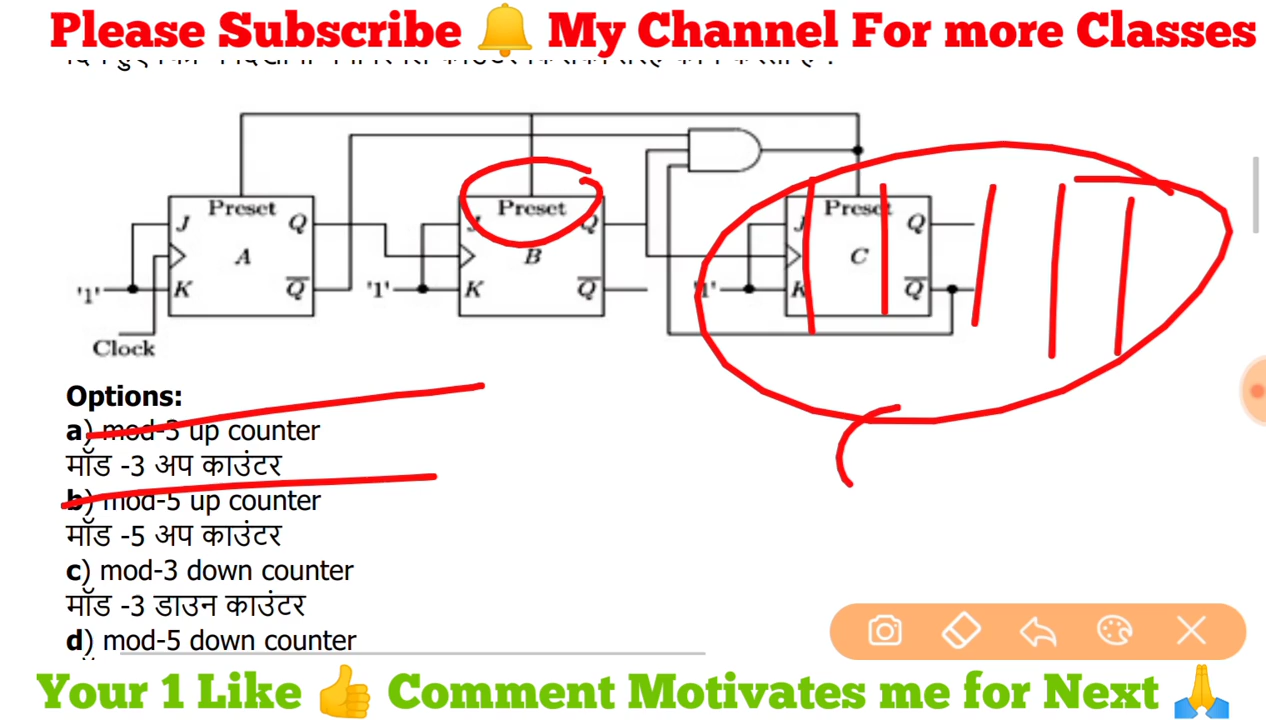 Please Subscribe 🔔 My Channel For more Classes
Preset Preset Preset
J Q J Q J Q
A B C
'1' K Q̅ '1' K Q̅ '1' K Q̅
Clock
Options:
a) mod-3 up counter
मॉड -3 अप काउंटर
b) mod-5 up counter
मॉड -5 अप काउंटर
c) mod-3 down counter
मॉड -3 डाउन काउंटर
d) mod-5 down counter
Your 1 Like 👍 Comment Motivates me for Next 🙏